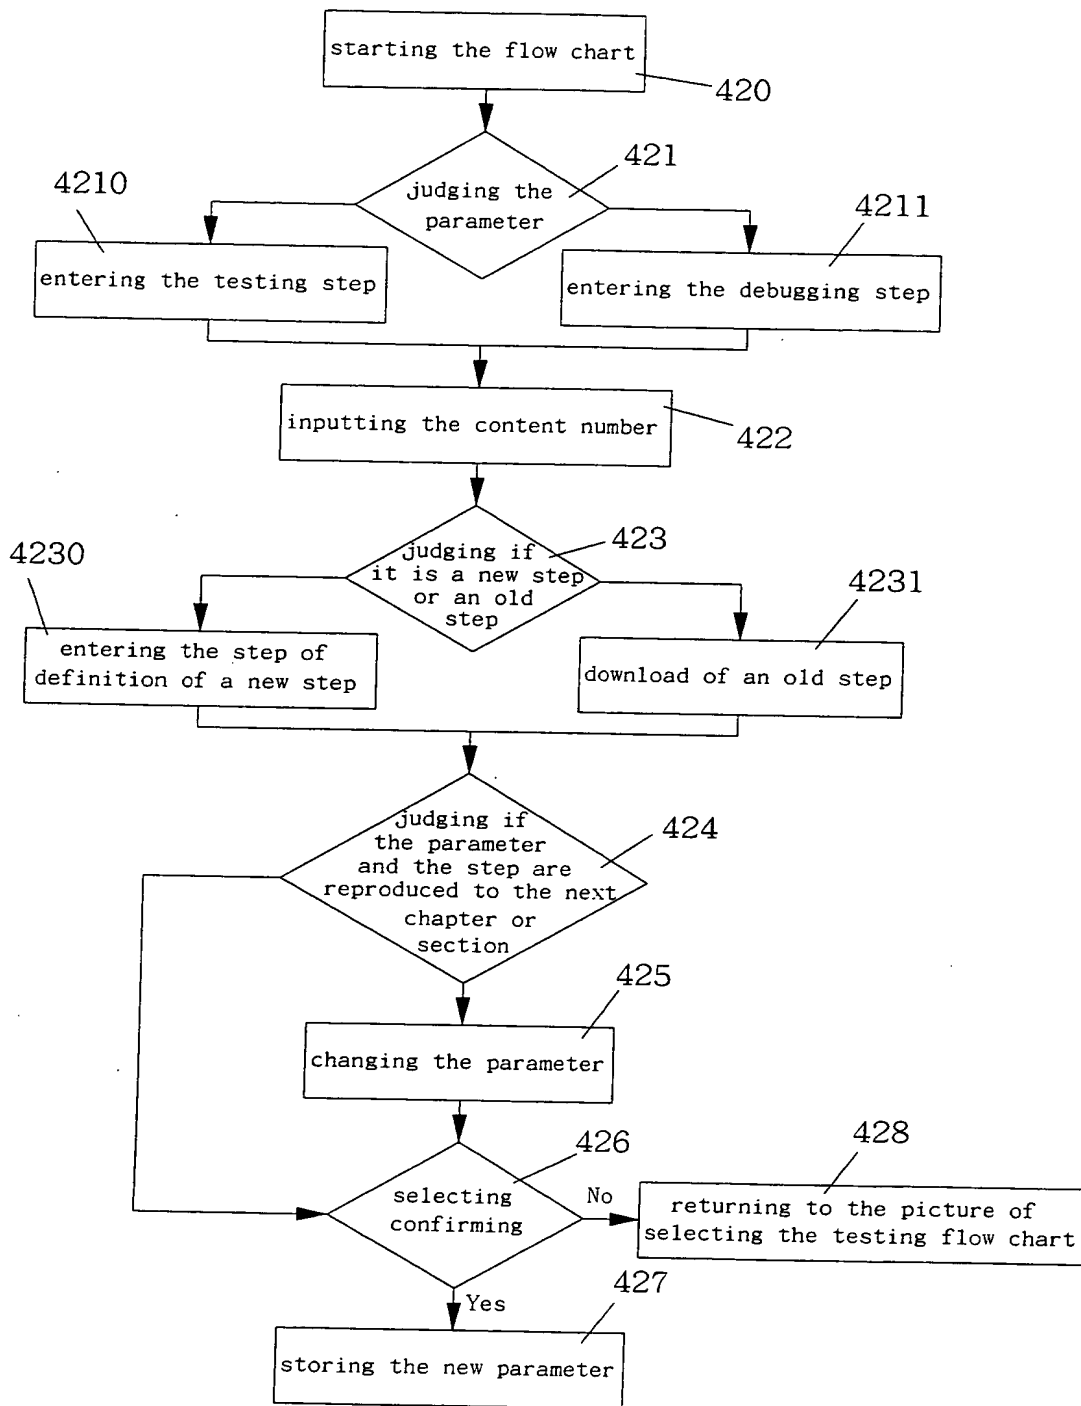 starting the flow chart
420
421
judging the
parameter
4210
4211
entering the testing step
entering the debugging step
inputting the content number
422
423
judging if
it is a new step
or an old
step
4230
4231
entering the step of
definition of a new step
download of an old step
424
judging if
the parameter
and the step are
reproduced to the next
chapter or
section
425
changing the parameter
426
selecting
confirming
No
428
returning to the picture of
selecting the testing flow chart
Yes
427
storing the new parameter